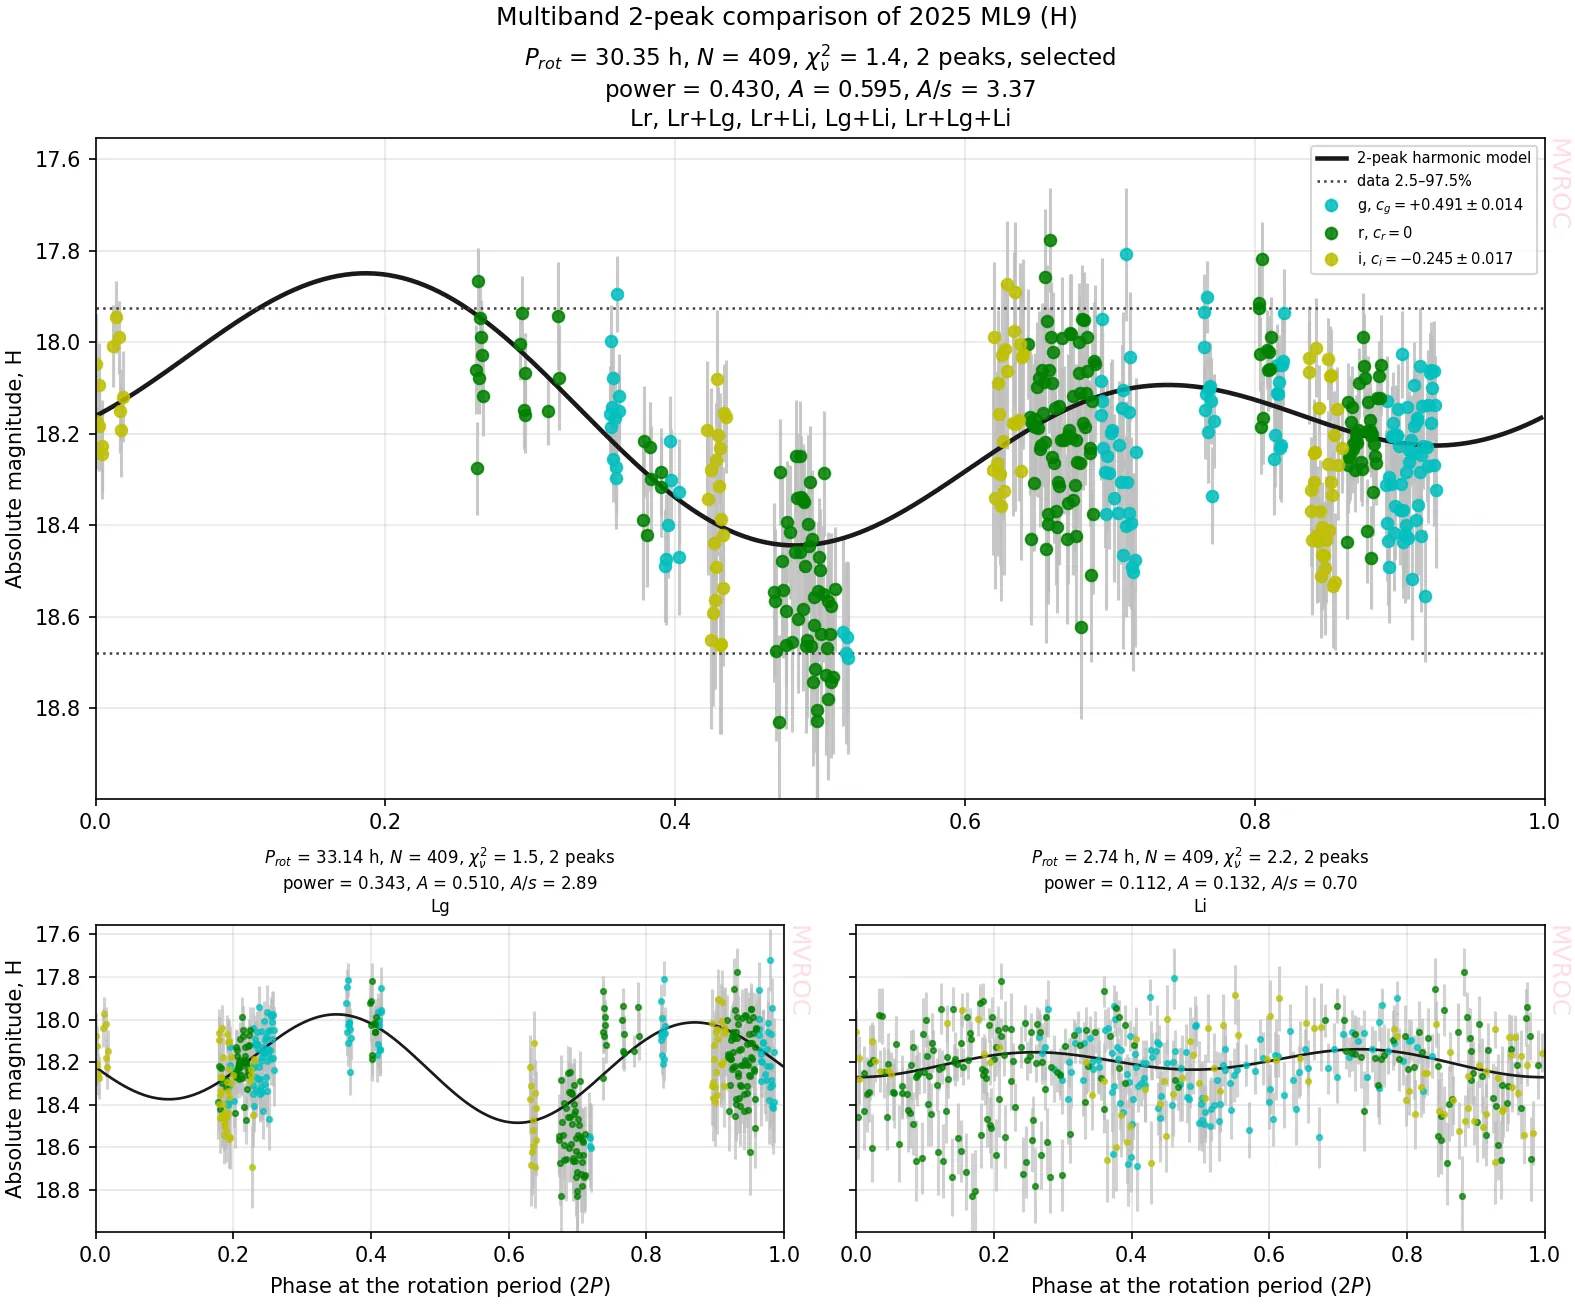 Multiband 2-peak comparison of 2025 ML9 (H)
P_rot = 30.35 h, N = 409, χ²_ν = 1.4, 2 peaks, selected
power = 0.430, A = 0.595, A/s = 3.37
Lr, Lr+Lg, Lr+Li, Lg+Li, Lr+Lg+Li
2-peak harmonic model
data 2.5–97.5%
g, c_g = +0.491 ± 0.014
r, c_r = 0
i, c_i = −0.245 ± 0.017
MVROC
Absolute magnitude, H
17.6
17.8
18.0
18.2
18.4
18.6
18.8
0.0 0.2 0.4 0.6 0.8 1.0
P_rot = 33.14 h, N = 409, χ²_ν = 1.5, 2 peaks
power = 0.343, A = 0.510, A/s = 2.89
Lg
MVROC
Absolute magnitude, H
17.6
17.8
18.0
18.2
18.4
18.6
18.8
0.0 0.2 0.4 0.6 0.8 1.0
Phase at the rotation period (2P)
P_rot = 2.74 h, N = 409, χ²_ν = 2.2, 2 peaks
power = 0.112, A = 0.132, A/s = 0.70
Li
MVROC
0.0 0.2 0.4 0.6 0.8 1.0
Phase at the rotation period (2P)